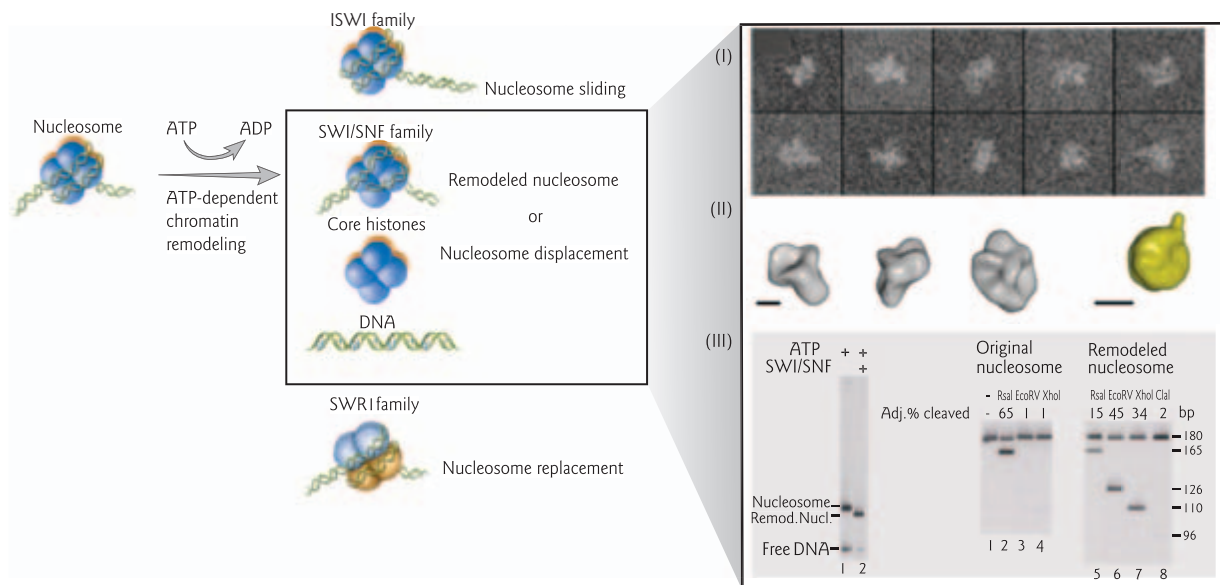 ISWI family
Nucleosome sliding
Nucleosome
ATP
ADP
ATP-dependent
chromatin
remodeling
SWI/SNF family
Remodeled nucleosome
or
Core histones
Nucleosome displacement
DNA
SWR1 family
Nucleosome replacement
(I)
(II)
(III)
ATP + +
SWI/SNF +
Nucleosome
Remod.Nucl.
Free DNA
1 2
Original
nucleosome
- RsaI EcoRV XhoI
Adj.% cleaved - 65 1 1
1 2 3 4
Remodeled
nucleosome
RsaI EcoRV XhoI ClaI
15 45 34 2 bp
180
165
126
110
96
5 6 7 8